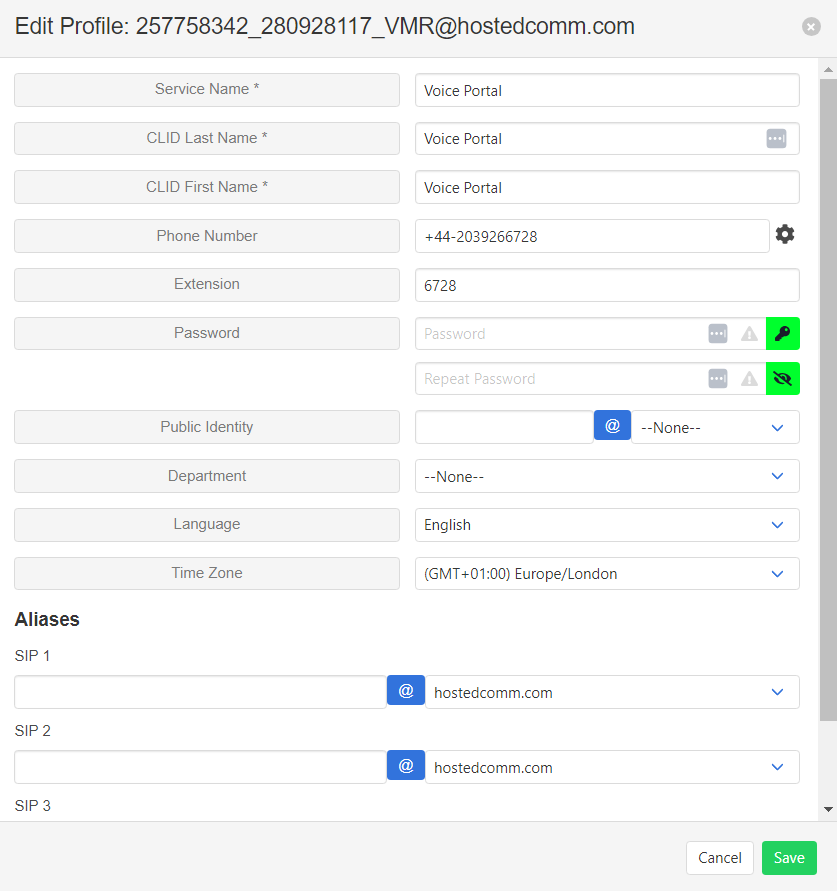 Edit Profile: 257758342_280928117_VMR@hostedcomm.com
Service Name * Voice Portal
CLID Last Name * Voice Portal
CLID First Name * Voice Portal
Phone Number +44-2039266728
Extension 6728
Password Password
Repeat Password
Public Identity @ --None--
Department --None--
Language English
Time Zone (GMT+01:00) Europe/London
Aliases
SIP 1
@ hostedcomm.com
SIP 2
@ hostedcomm.com
SIP 3
Cancel Save